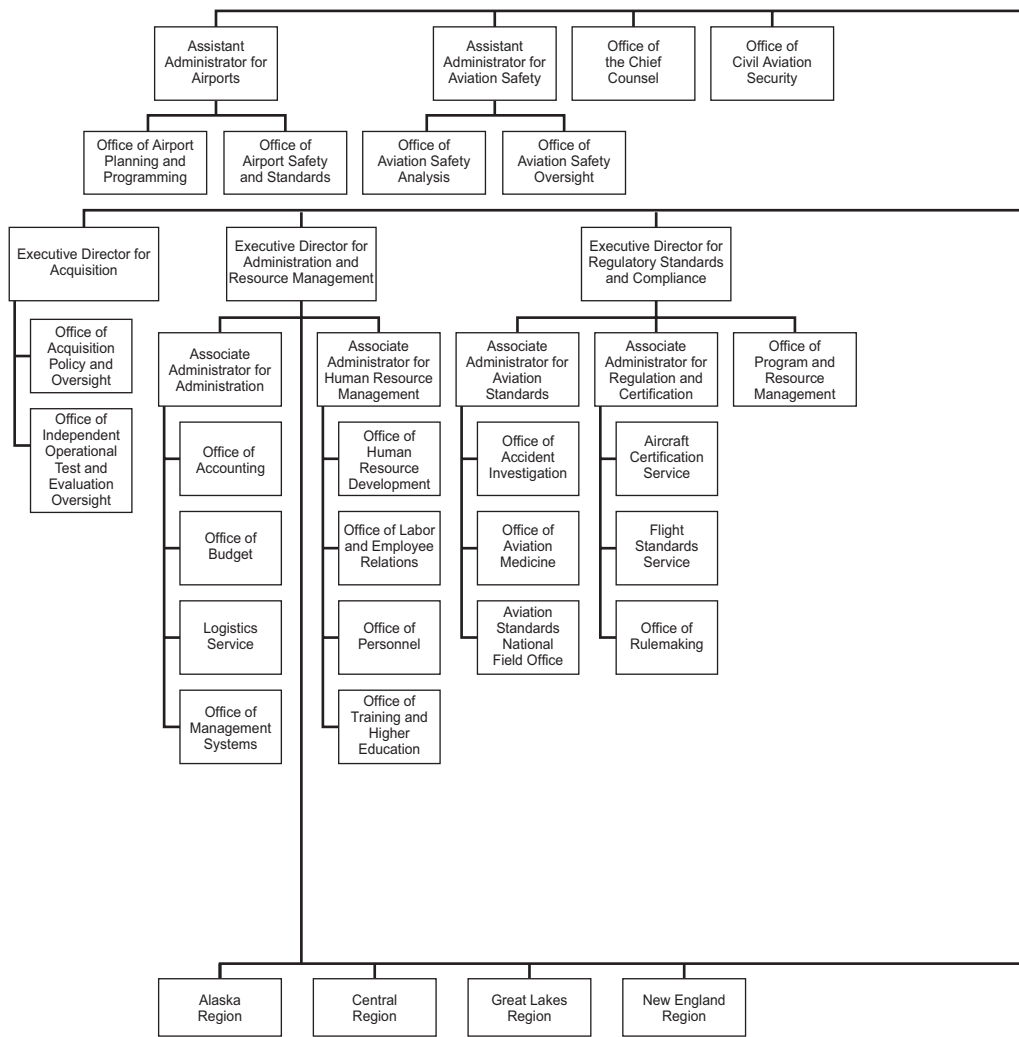 Assistant
Administrator for
Airports
Assistant
Administrator for
Aviation Safety
Office of
the Chief
Counsel
Office of
Civil Aviation
Security
Office of Airport
Planning and
Programming
Office of
Airport Safety
and Standards
Office of
Aviation Safety
Analysis
Office of
Aviation Safety
Oversight
Executive Director for
Acquisition
Executive Director for
Administration and
Resource Management
Executive Director for
Regulatory Standards
and Compliance
Office of
Acquisition
Policy and
Oversight
Office of
Independent
Operational
Test and
Evaluation
Oversight
Associate
Administrator for
Administration
Office of
Accounting
Office of
Budget
Logistics
Service
Office of
Management
Systems
Associate
Administrator for
Human Resource
Management
Office of
Human
Resource
Development
Office of Labor
and Employee
Relations
Office of
Personnel
Office of
Training and
Higher
Education
Associate
Administrator for
Aviation
Standards
Office of
Accident
Investigation
Office of
Aviation
Medicine
Aviation
Standards
National
Field Office
Associate
Administrator for
Regulation and
Certification
Aircraft
Certification
Service
Flight
Standards
Service
Office of
Rulemaking
Office of
Program and
Resource
Management
Alaska
Region
Central
Region
Great Lakes
Region
New England
Region